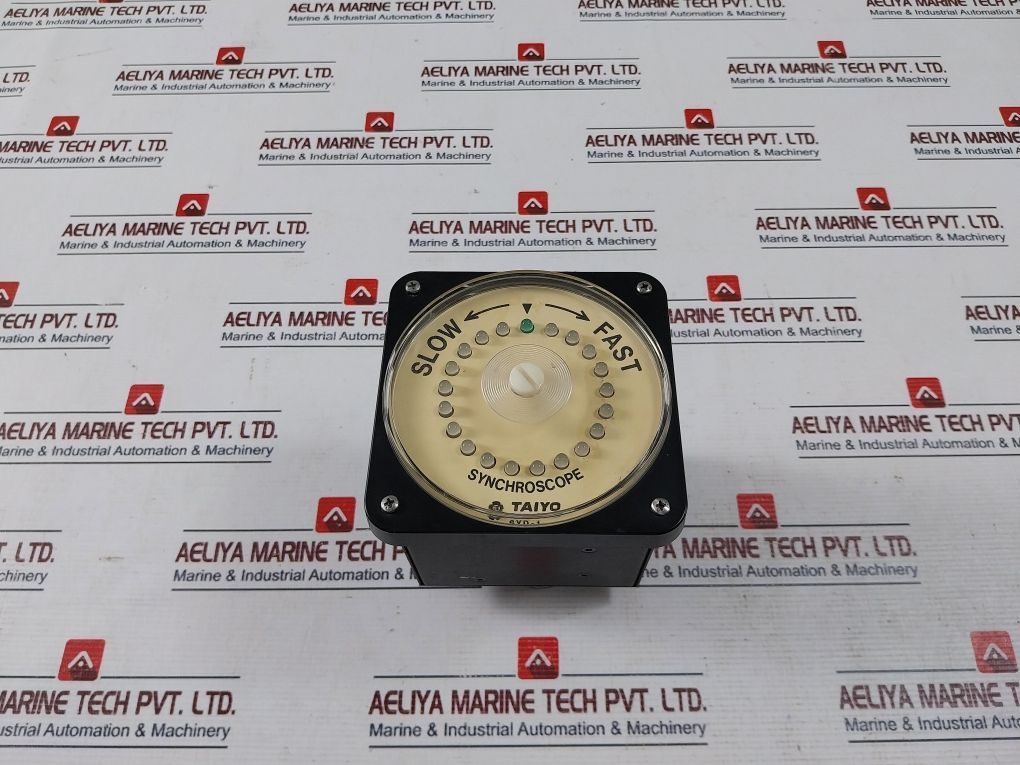 AELIYA MARINE TECH PVT. LTD.
Marine & Industrial Automation & Machinery
SLOW
FAST
SYNCHROSCOPE
TAIYO